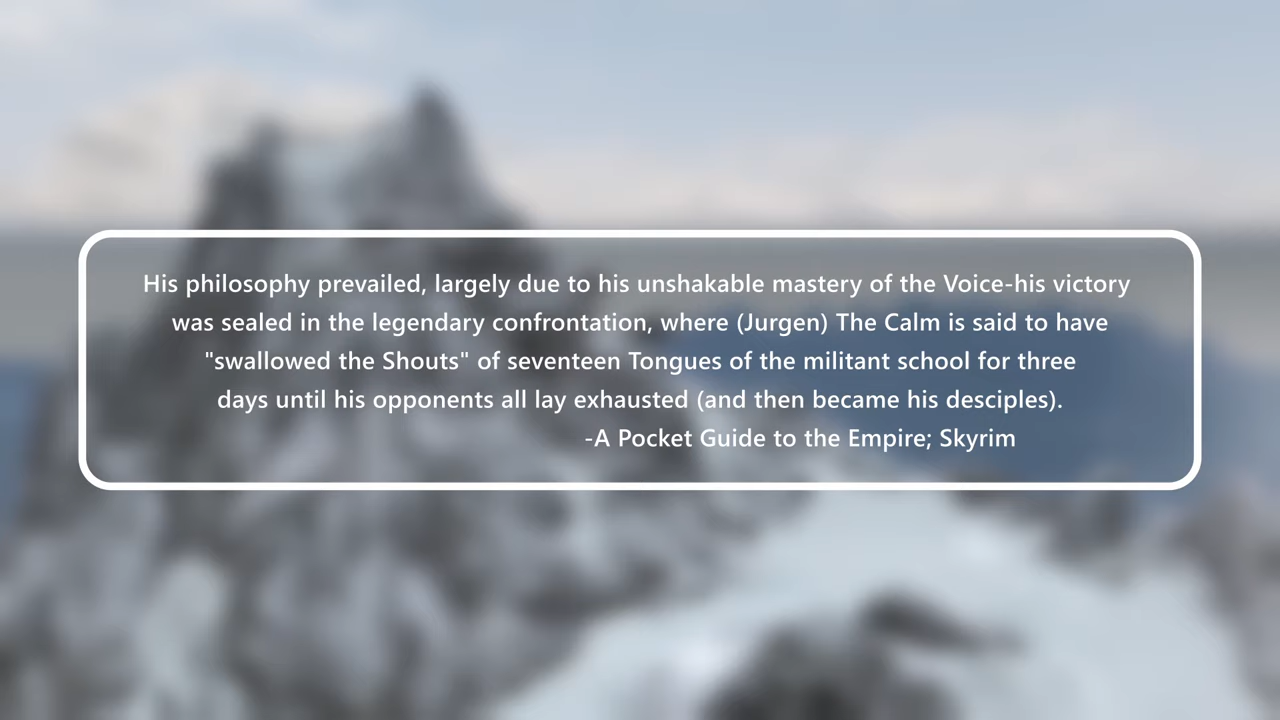 His philosophy prevailed, largely due to his unshakable mastery of the Voice-his victory
was sealed in the legendary confrontation, where (Jurgen) The Calm is said to have
"swallowed the Shouts" of seventeen Tongues of the militant school for three
days until his opponents all lay exhausted (and then became his desciples).
-A Pocket Guide to the Empire; Skyrim